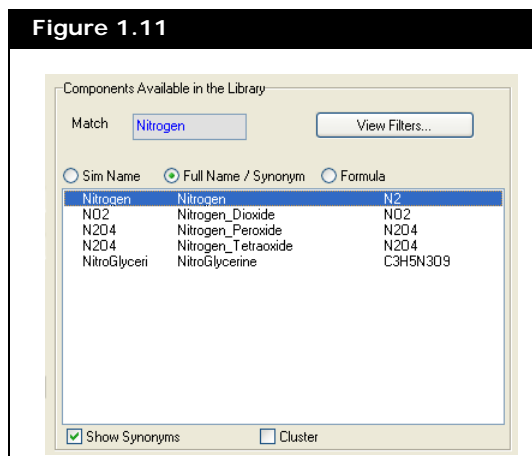 Figure 1.11
Components Available in the Library
Match Nitrogen View Filters...
Sim Name Full Name / Synonym Formula
Nitrogen Nitrogen N2
NO2 Nitrogen_Dioxide NO2
N2O4 Nitrogen_Peroxide N2O4
N2O4 Nitrogen_Tetraoxide N2O4
NitroGlyceri NitroGlycerine C3H5N3O9
Show Synonyms Cluster